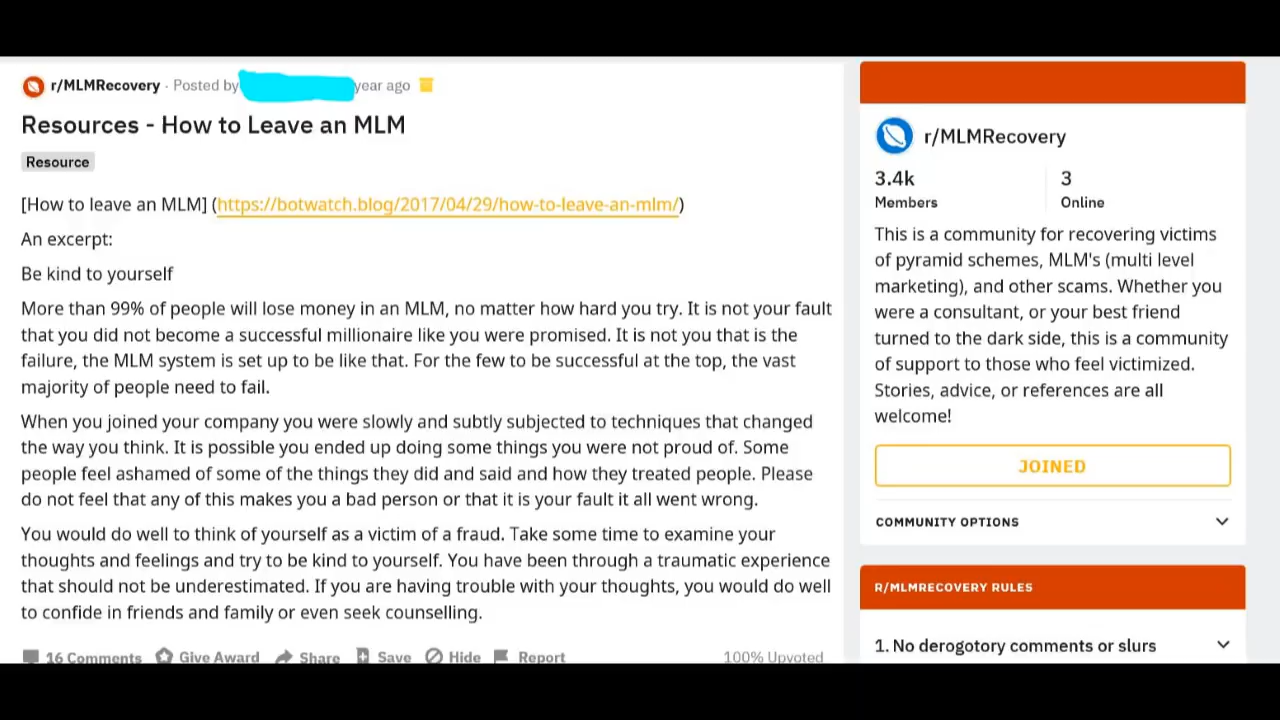 r/MLMRecovery · Posted by year ago
Resources - How to Leave an MLM
Resource
[How to leave an MLM] (https://botwatch.blog/2017/04/29/how-to-leave-an-mlm/)
An excerpt:
Be kind to yourself
More than 99% of people will lose money in an MLM, no matter how hard you try. It is not your fault
that you did not become a successful millionaire like you were promised. It is not you that is the
failure, the MLM system is set up to be like that. For the few to be successful at the top, the vast
majority of people need to fail.
When you joined your company you were slowly and subtly subjected to techniques that changed
the way you think. It is possible you ended up doing some things you were not proud of. Some
people feel ashamed of some of the things they did and said and how they treated people. Please
do not feel that any of this makes you a bad person or that it is your fault it all went wrong.
You would do well to think of yourself as a victim of a fraud. Take some time to examine your
thoughts and feelings and try to be kind to yourself. You have been through a traumatic experience
that should not be underestimated. If you are having trouble with your thoughts, you would do well
to confide in friends and family or even seek counselling.
16 Comments Give Award Share Save Hide Report 100% Upvoted
r/MLMRecovery
3.4k 3
Members Online
This is a community for recovering victims
of pyramid schemes, MLM's (multi level
marketing), and other scams. Whether you
were a consultant, or your best friend
turned to the dark side, this is a community
of support to those who feel victimized.
Stories, advice, or references are all
welcome!
JOINED
COMMUNITY OPTIONS
R/MLMRECOVERY RULES
1. No derogotory comments or slurs